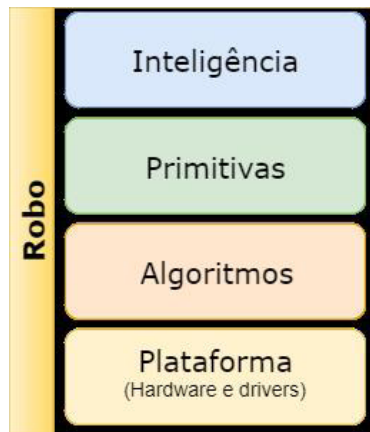 Robo
Inteligência
Primitivas
Algoritmos
Plataforma
(Hardware e drivers)